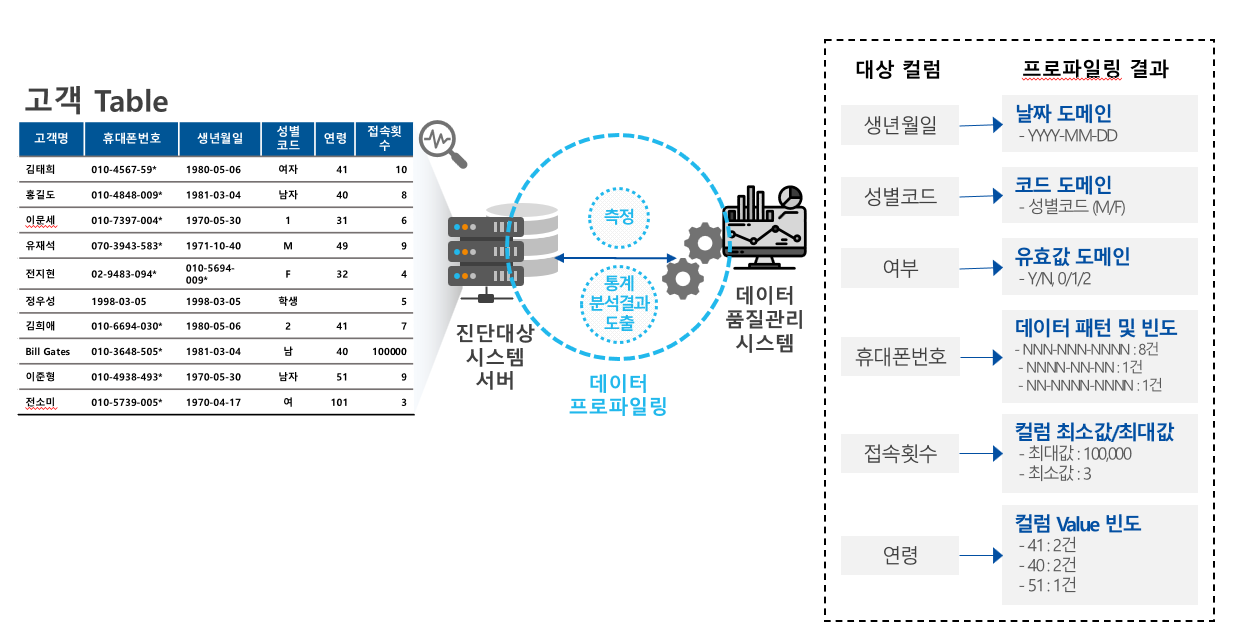 고객 Table
고객명 휴대폰번호 생년월일 성별 코드 연령 접속횟수
김태희 010-4567-59* 1980-05-06 여자 41 10
홍길도 010-4848-009* 1981-03-04 남자 40 8
이문세 010-7397-004* 1970-05-30 1 31 6
유재석 070-3943-583* 1971-10-40 M 49 9
전지현 02-9483-094* 010-5694-009* F 32 4
정우성 1998-03-05 1998-03-05 학생 5
김희애 010-6694-030* 1980-05-06 2 41 7
Bill Gates 010-3648-505* 1981-03-04 남 40 100000
이준형 010-4938-493* 1970-05-30 남자 51 9
전소미 010-5739-005* 1970-04-17 여 101 3
진단대상
시스템
서버
측정
통계
분석결과
도출
데이터
프로파일링
데이터
품질관리
시스템
대상 컬럼 프로파일링 결과
생년월일
날짜 도메인
- YYYY-MM-DD
성별코드
코드 도메인
- 성별코드 (M/F)
여부
유효값 도메인
- Y/N, 0/1/2
휴대폰번호
데이터 패턴 및 빈도
- NNN-NNN-NNNN : 8건
- NNNN-NN-NN : 1건
- NN-NNNN-NNNN : 1건
접속횟수
컬럼 최소값/최대값
- 최대값 : 100,000
- 최소값 : 3
연령
컬럼 Value 빈도
- 41 : 2건
- 40 : 2건
- 51 : 1건